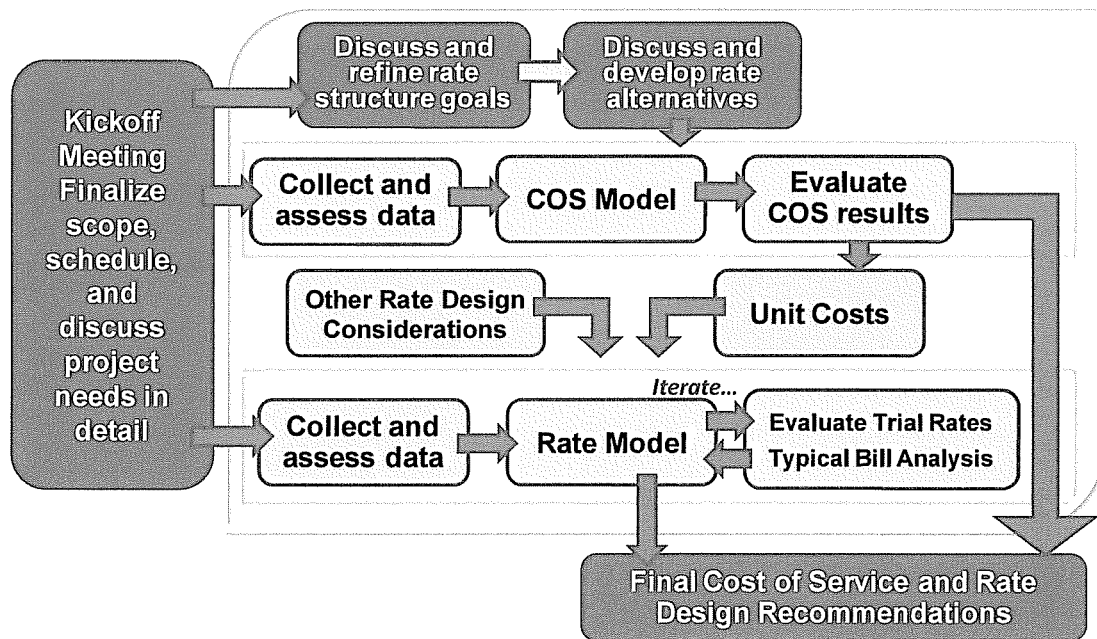 Kickoff
Meeting
Finalize
scope,
schedule,
and
discuss
project
needs in
detail
Discuss and
refine rate
structure goals
Discuss and
develop rate
alternatives
Collect and
assess data
COS Model
Evaluate
COS results
Other Rate Design
Considerations
Unit Costs
Iterate...
Collect and
assess data
Rate Model
Evaluate Trial Rates
Typical Bill Analysis
Final Cost of Service and Rate
Design Recommendations